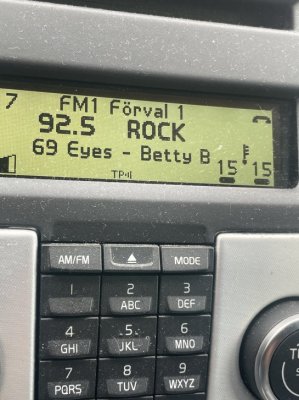 7 FM1 Förval 1
92.5 ROCK
69 Eyes - Betty B
TP 15 15
AM/FM MODE
1 2 ABC 3 DEF
4 GHI 5 JKL 6 MNO
7 PQRS 8 TUV 9 WXYZ